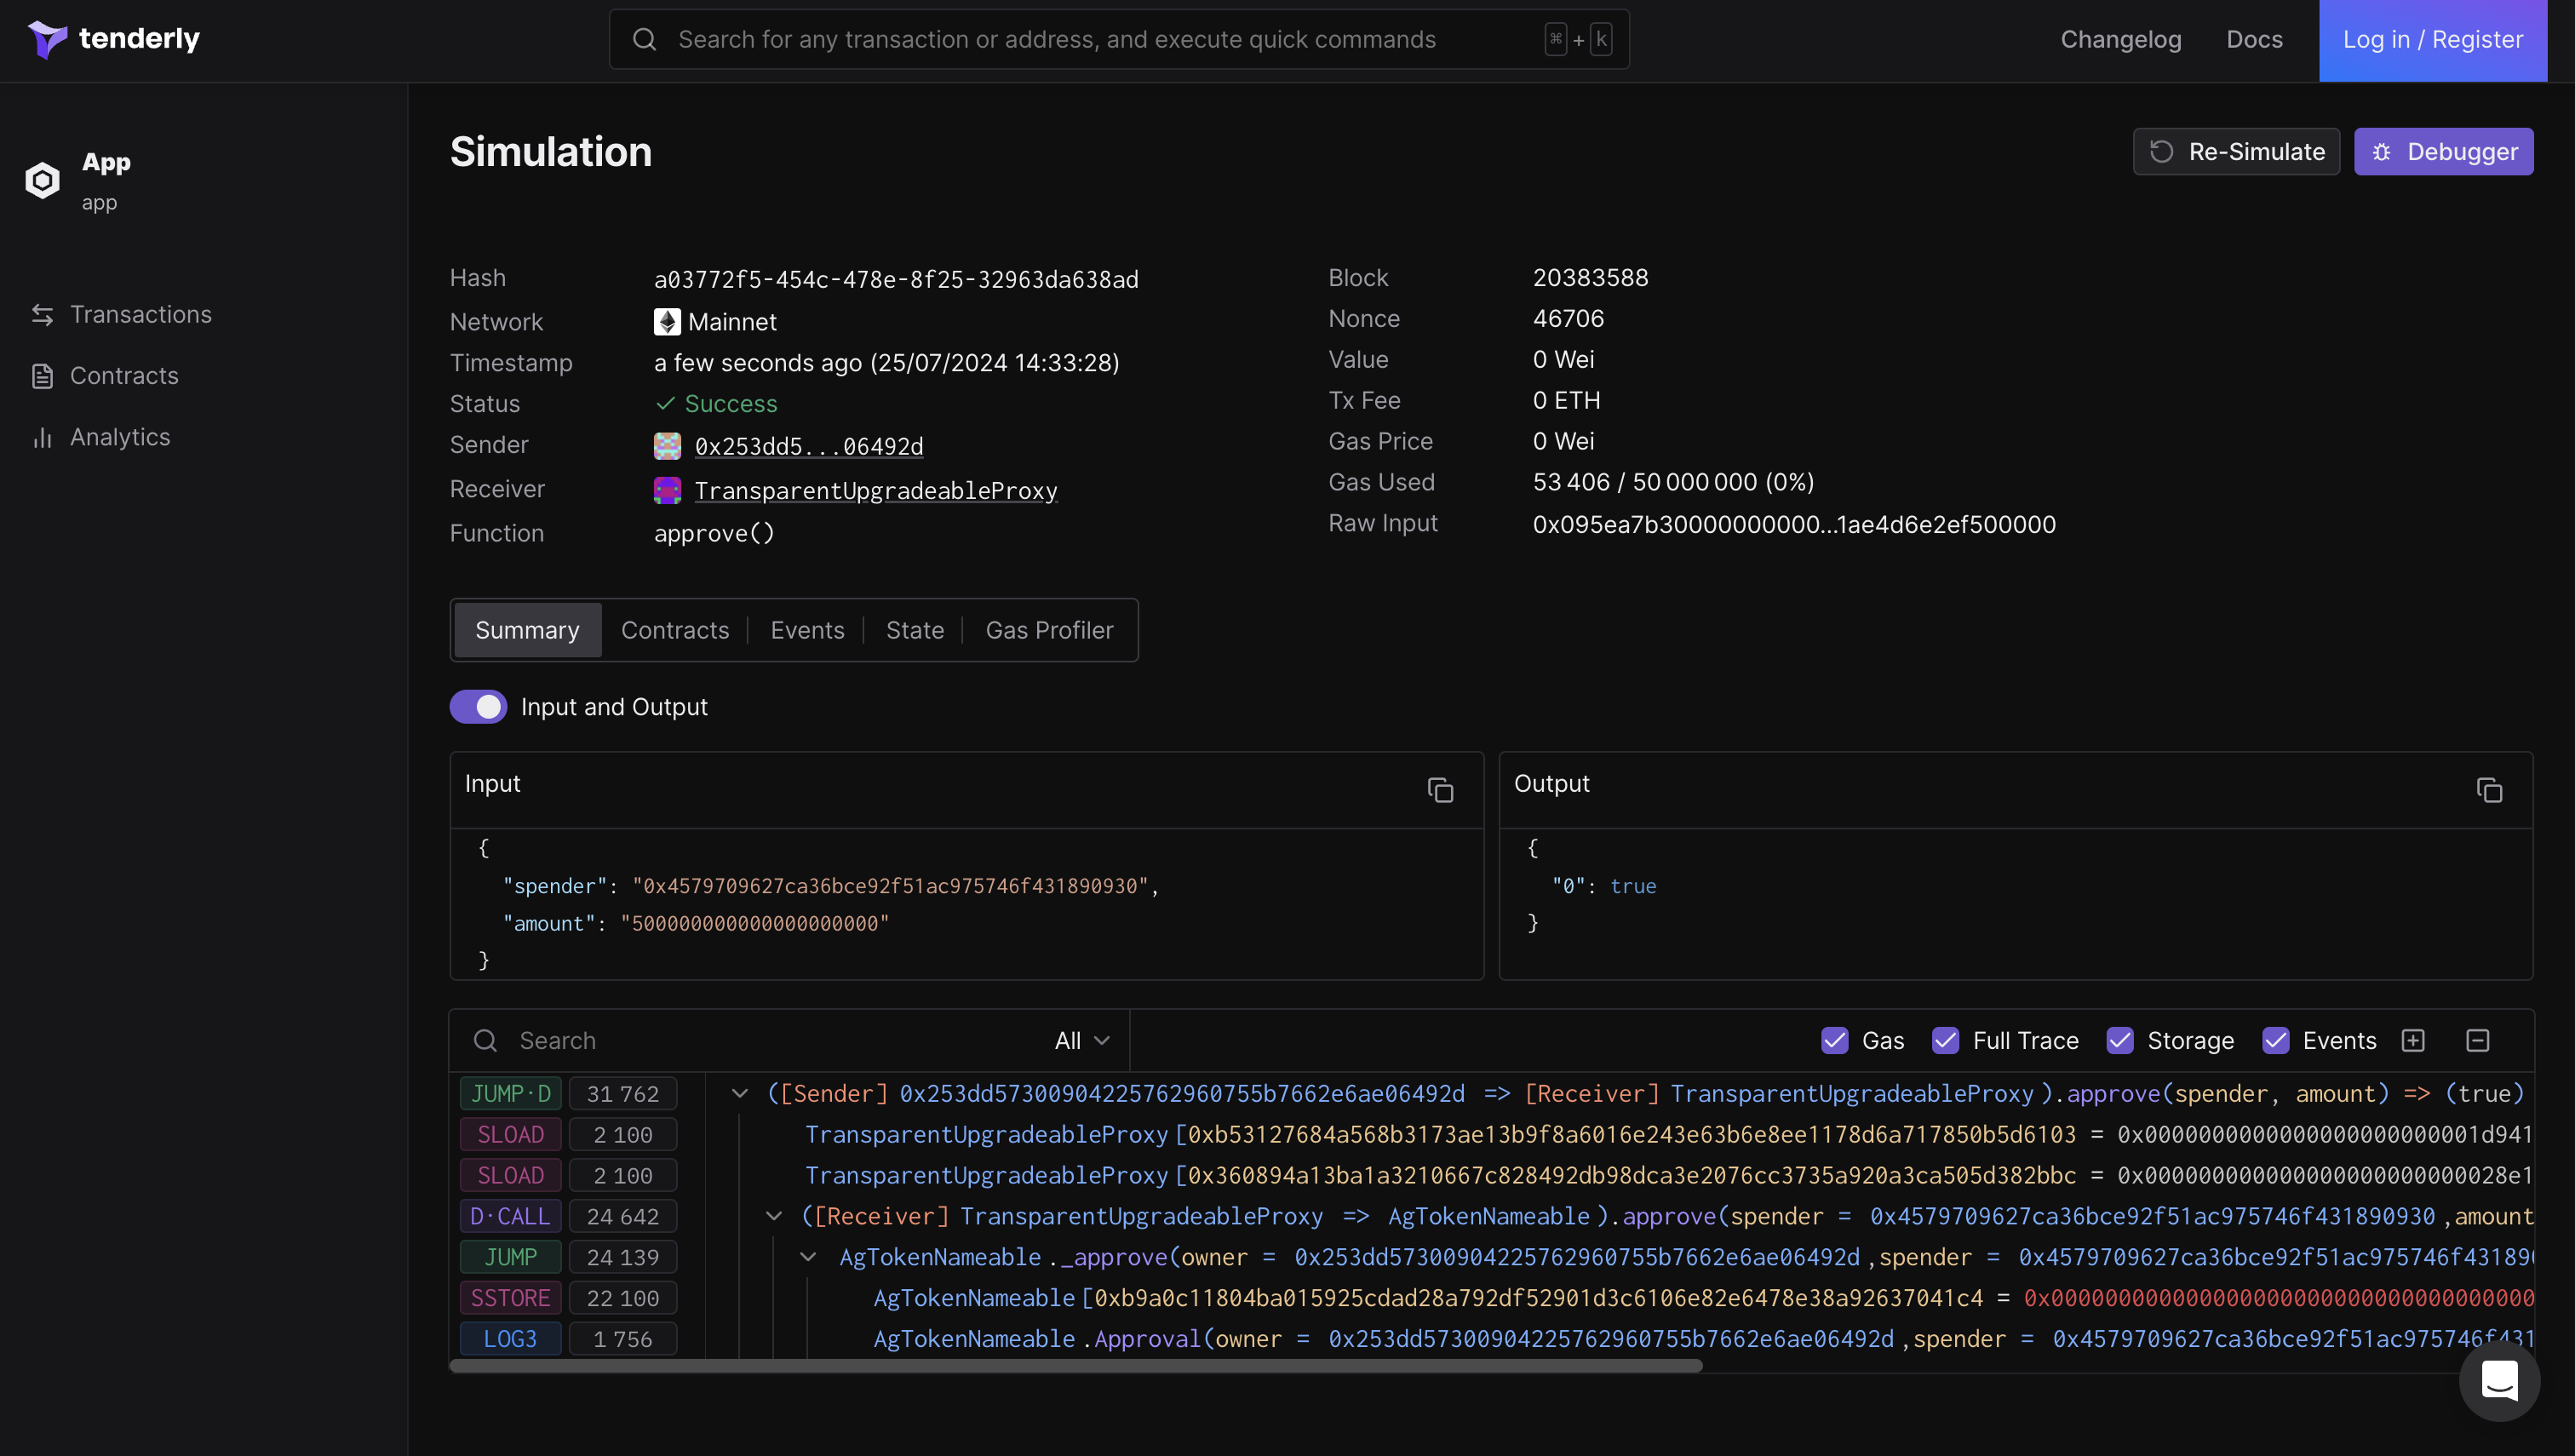 tenderly
Search for any transaction or address, and execute quick commands
⌘ + k
Changelog
Docs
Log in / Register
App
app
Transactions
Contracts
Analytics
Simulation
Re-Simulate
Debugger
Hash a03772f5-454c-478e-8f25-32963da638ad
Network Mainnet
Timestamp a few seconds ago (25/07/2024 14:33:28)
Status Success
Sender 0x253dd5...06492d
Receiver TransparentUpgradeableProxy
Function approve()
Block 20383588
Nonce 46706
Value 0 Wei
Tx Fee 0 ETH
Gas Price 0 Wei
Gas Used 53 406 / 50 000 000 (0%)
Raw Input 0x095ea7b30000000000...1ae4d6e2ef500000
Summary Contracts Events State Gas Profiler
Input and Output
Input
{
"spender": "0x4579709627ca36bce92f51ac975746f431890930",
"amount": "500000000000000000000"
}
Output
{
"0": true
}
Search
All
Gas Full Trace Storage Events
JUMP·D 31 762 ([Sender] 0x253dd573009042257629​60755b7662e6ae06492d => [Receiver] TransparentUpgradeableProxy).approve(spender, amount) => (true)
SLOAD 2 100 TransparentUpgradeableProxy[0xb53127684a568b3173ae13b9f8a6016e243e63b6e8ee1178d6a717850b5d6103 = 0x0000000000000000000000001d941
SLOAD 2 100 TransparentUpgradeableProxy[0x360894a13ba1a3210667c828492db98dca3e2076cc3735a920a3ca505d382bbc = 0x00000000000000000000000028e1
D·CALL 24 642 ([Receiver] TransparentUpgradeableProxy => AgTokenNameable).approve(spender = 0x4579709627ca36bce92f51ac975746f431890930,amount
JUMP 24 139 AgTokenNameable._approve(owner = 0x253dd57300904225762960755b7662e6ae06492d,spender = 0x4579709627ca36bce92f51ac975746f43189
SSTORE 22 100 AgTokenNameable[0xb9a0c11804ba015925cdad28a792df52901d3c6106e82e6478e38a92637041c4 = 0x0000000000000000000000000000000000
LOG3 1 756 AgTokenNameable.Approval(owner = 0x253dd57300904225762960755b7662e6ae06492d,spender = 0x4579709627ca36bce92f51ac975746f431